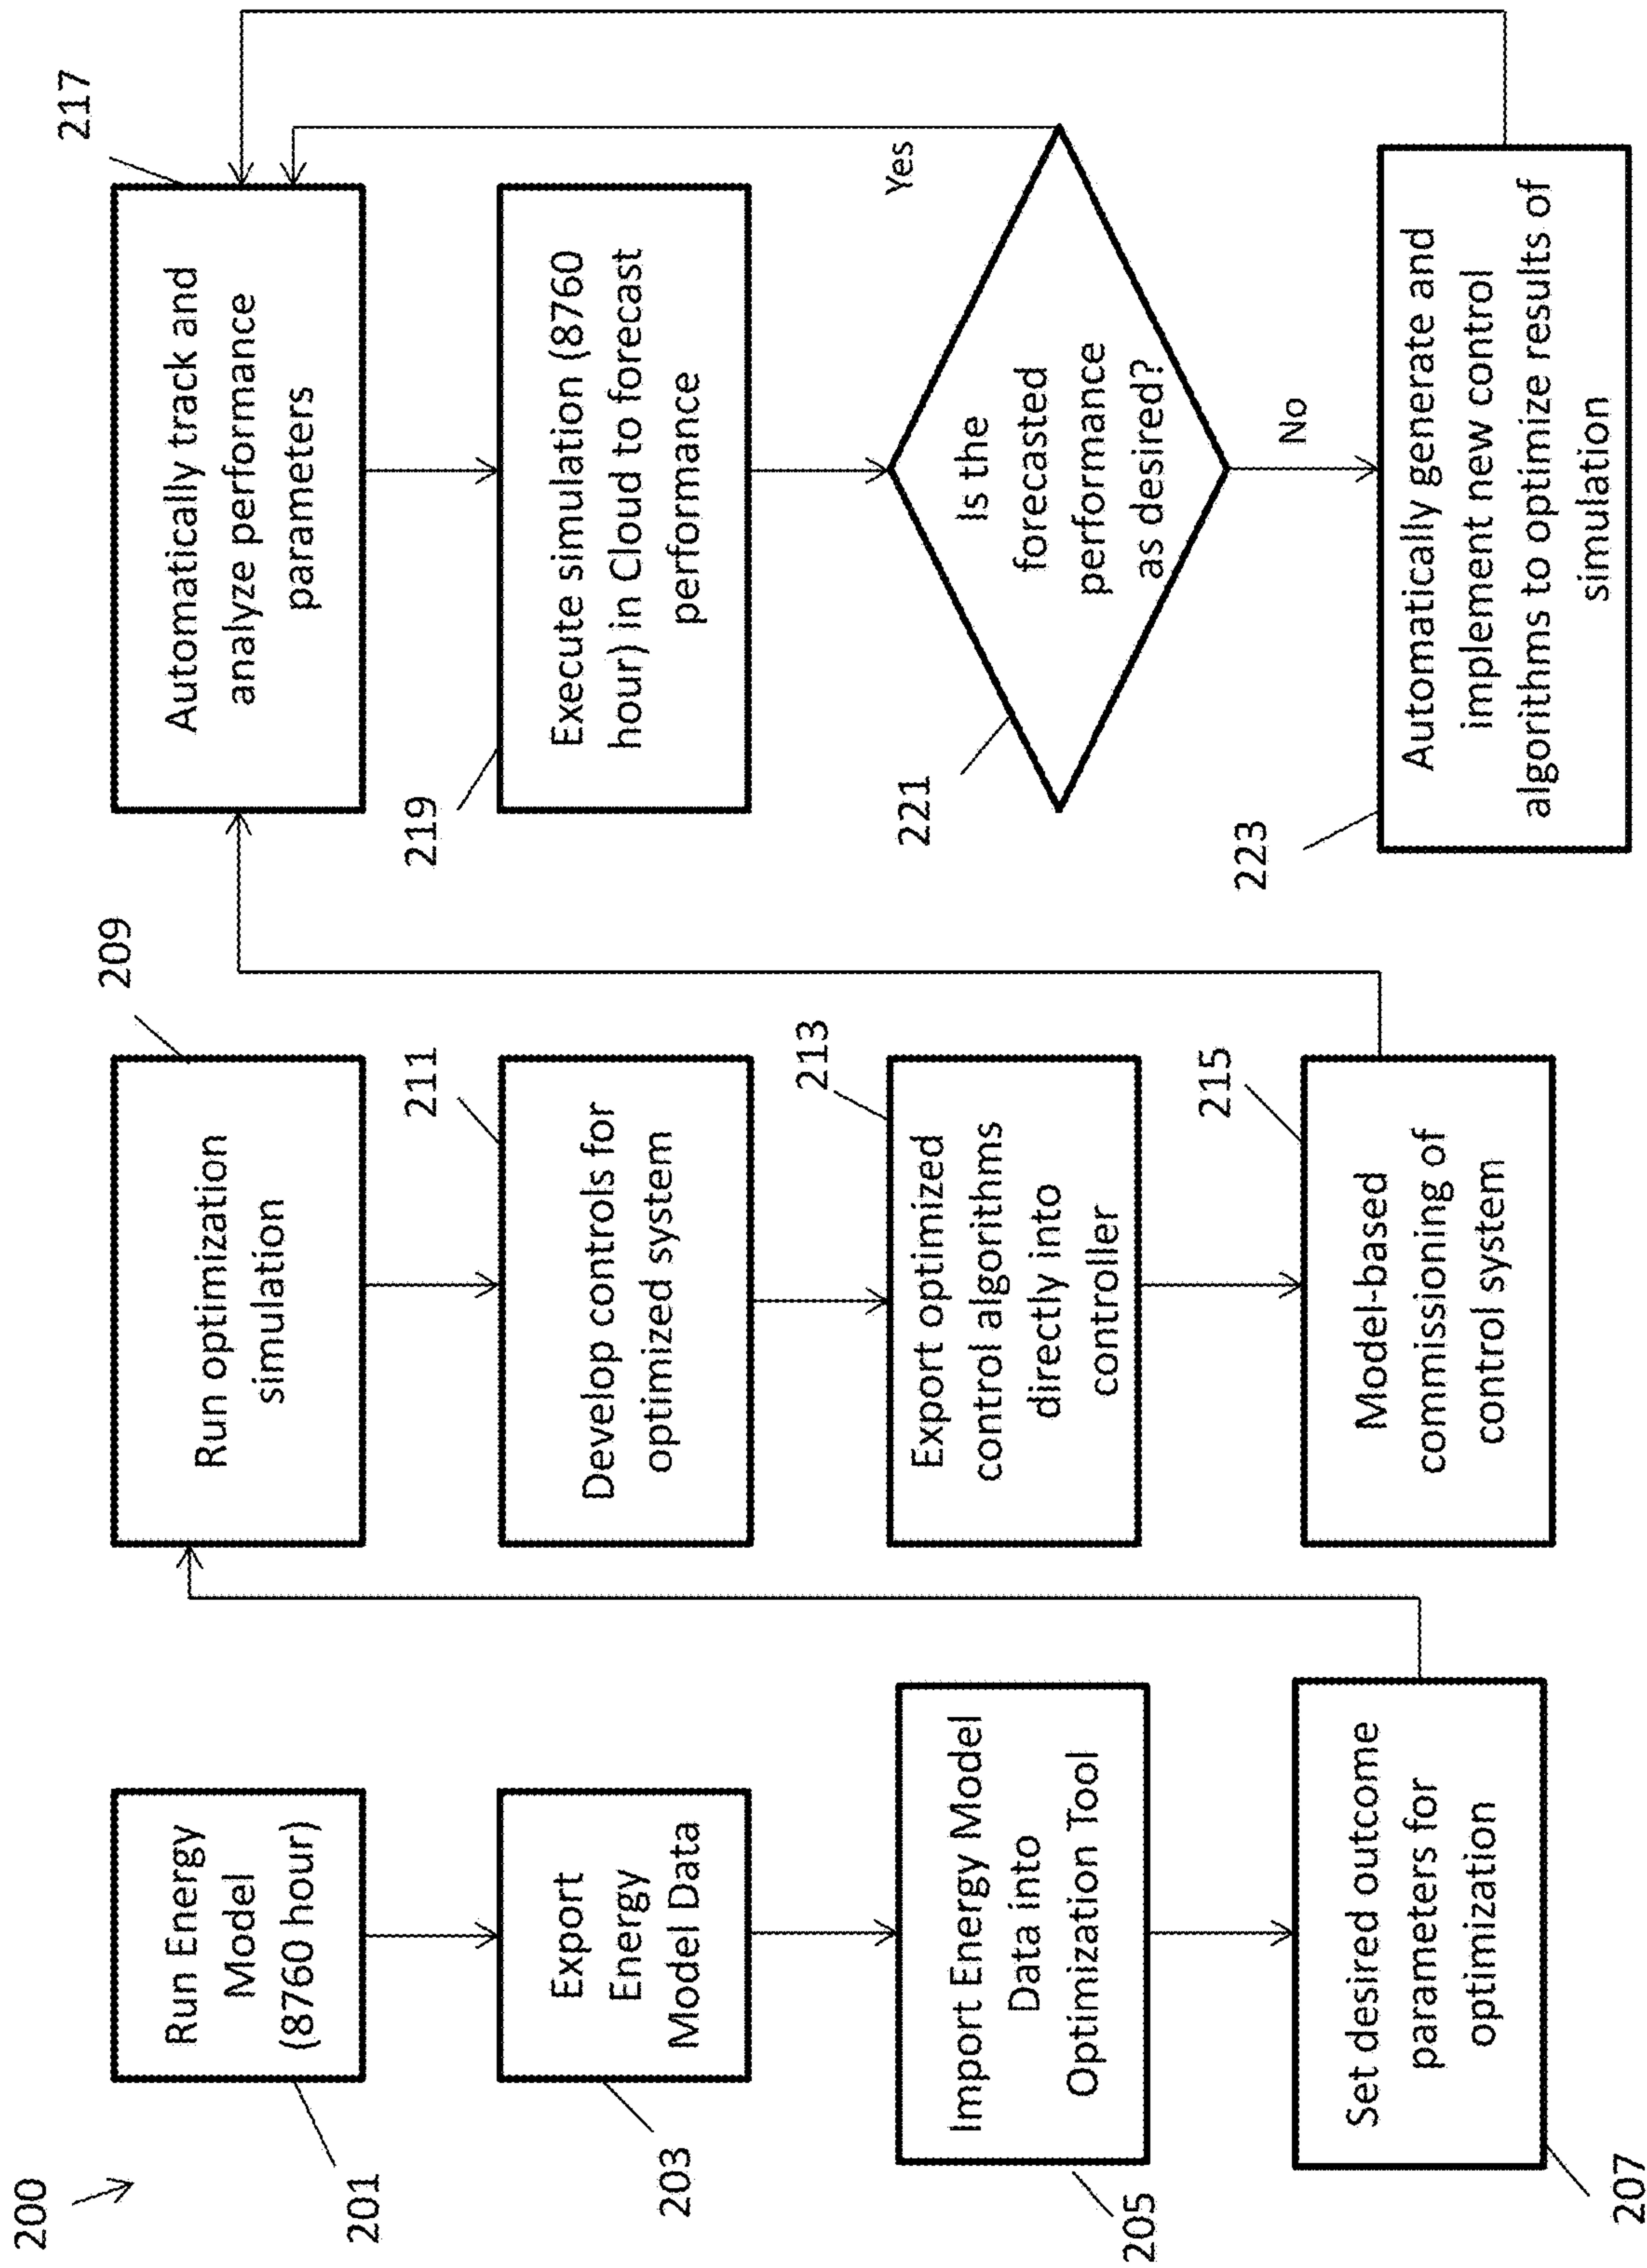 200
201
Run Energy
Model
(8760 hour)
203
Export
Energy
Model Data
205
Import Energy Model
Data into
Optimization Tool
207
Set desired outcome
parameters for
optimization
209
Run optimization
simulation
211
Develop controls for
optimized system
213
Export optimized
control algorithms
directly into
controller
215
Model-based
commissioning of
control system
217
Automatically track and
analyze performance
parameters
219
Execute simulation (8760
hour) in Cloud to forecast
performance
221
Is the
forecasted
performance
as desired?
Yes
No
223
Automatically generate and
implement new control
algorithms to optimize results of
simulation